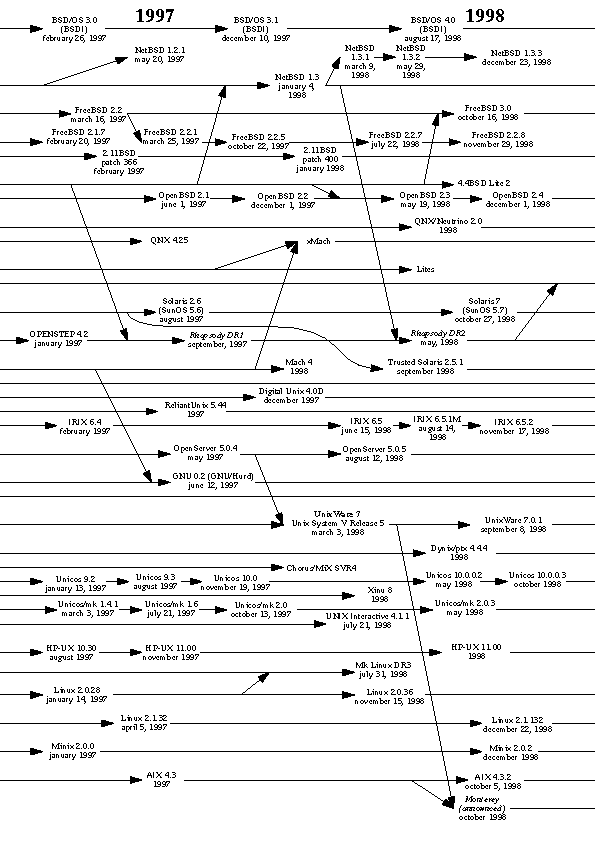 1997
1998
BSD/OS 3.0
(BSDI)
february 26, 1997
BSD/OS 3.1
(BSDI)
december 10, 1997
BSD/OS 4.0
(BSDI)
august 17, 1998
NetBSD 1.2.1
may 20, 1997
NetBSD
1.3.1
march 9,
1998
NetBSD
1.3.2
may 29,
1998
NetBSD 1.3.3
december 23, 1998
NetBSD 1.3
january 4,
1998
FreeBSD 2.2
march 16, 1997
FreeBSD 3.0
october 16, 1998
FreeBSD 2.1.7
february 20, 1997
FreeBSD 2.2.1
march 25, 1997
FreeBSD 2.2.5
october 22, 1997
FreeBSD 2.2.7
july 22, 1998
FreeBSD 2.2.8
november 29, 1998
2.11BSD
patch 366
february 1997
2.11BSD
patch 400
january 1998
4.4BSD Lite 2
OpenBSD 2.1
june 1, 1997
OpenBSD 2.2
december 1, 1997
OpenBSD 2.3
may 19, 1998
OpenBSD 2.4
december 1, 1998
QNX/Neutrino 2.0
1998
QNX 4.25
xMach
Lites
Solaris 2.6
(SunOS 5.6)
august 1997
Solaris 7
(SunOS 5.7)
october 27, 1998
OPENSTEP 4.2
january 1997
Rhapsody DR1
september, 1997
Rhapsody DR2
may, 1998
Mach 4
1998
Trusted Solaris 2.5.1
september 1998
Digital Unix 4.0D
december 1997
ReliantUnix 5.44
1997
IRIX 6.4
february 1997
IRIX 6.5
june 15, 1998
IRIX 6.5.1M
august 14,
1998
IRIX 6.5.2
november 17, 1998
OpenServer 5.0.4
may 1997
OpenServer 5.0.5
august 12, 1998
GNU 0.2 (GNU/Hurd)
june 12, 1997
UnixWare 7
Unix System V Release 5
march 3, 1998
UnixWare 7.0.1
september 8, 1998
Dynix/ptx 4.4.4
1998
Chorus/MiX SVR4
Unicos 9.2
january 13, 1997
Unicos 9.3
august 1997
Unicos 10.0
november 19, 1997
Unicos 10.0.0.2
may 1998
Unicos 10.0.0.3
october 1998
Xinu 8
1998
Unicos/mk 1.4.1
march 3, 1997
Unicos/mk 1.6
july 21, 1997
Unicos/mk 2.0
october 13, 1997
Unicos/mk 2.0.3
may 1998
UNIX Interactive 4.1.1
july 21, 1998
HP-UX 10.30
august 1997
HP-UX 11.00
november 1997
HP-UX 11.00
1998
Mk Linux DR3
july 31, 1998
Linux 2.0.28
january 14, 1997
Linux 2.0.36
november 15, 1998
Linux 2.1.32
april 5, 1997
Linux 2.1.132
december 22, 1998
Minix 2.0.0
january 1997
Minix 2.0.2
december 1998
AIX 4.3
1997
AIX 4.3.2
october 5, 1998
Monterey
(announced)
october 1998